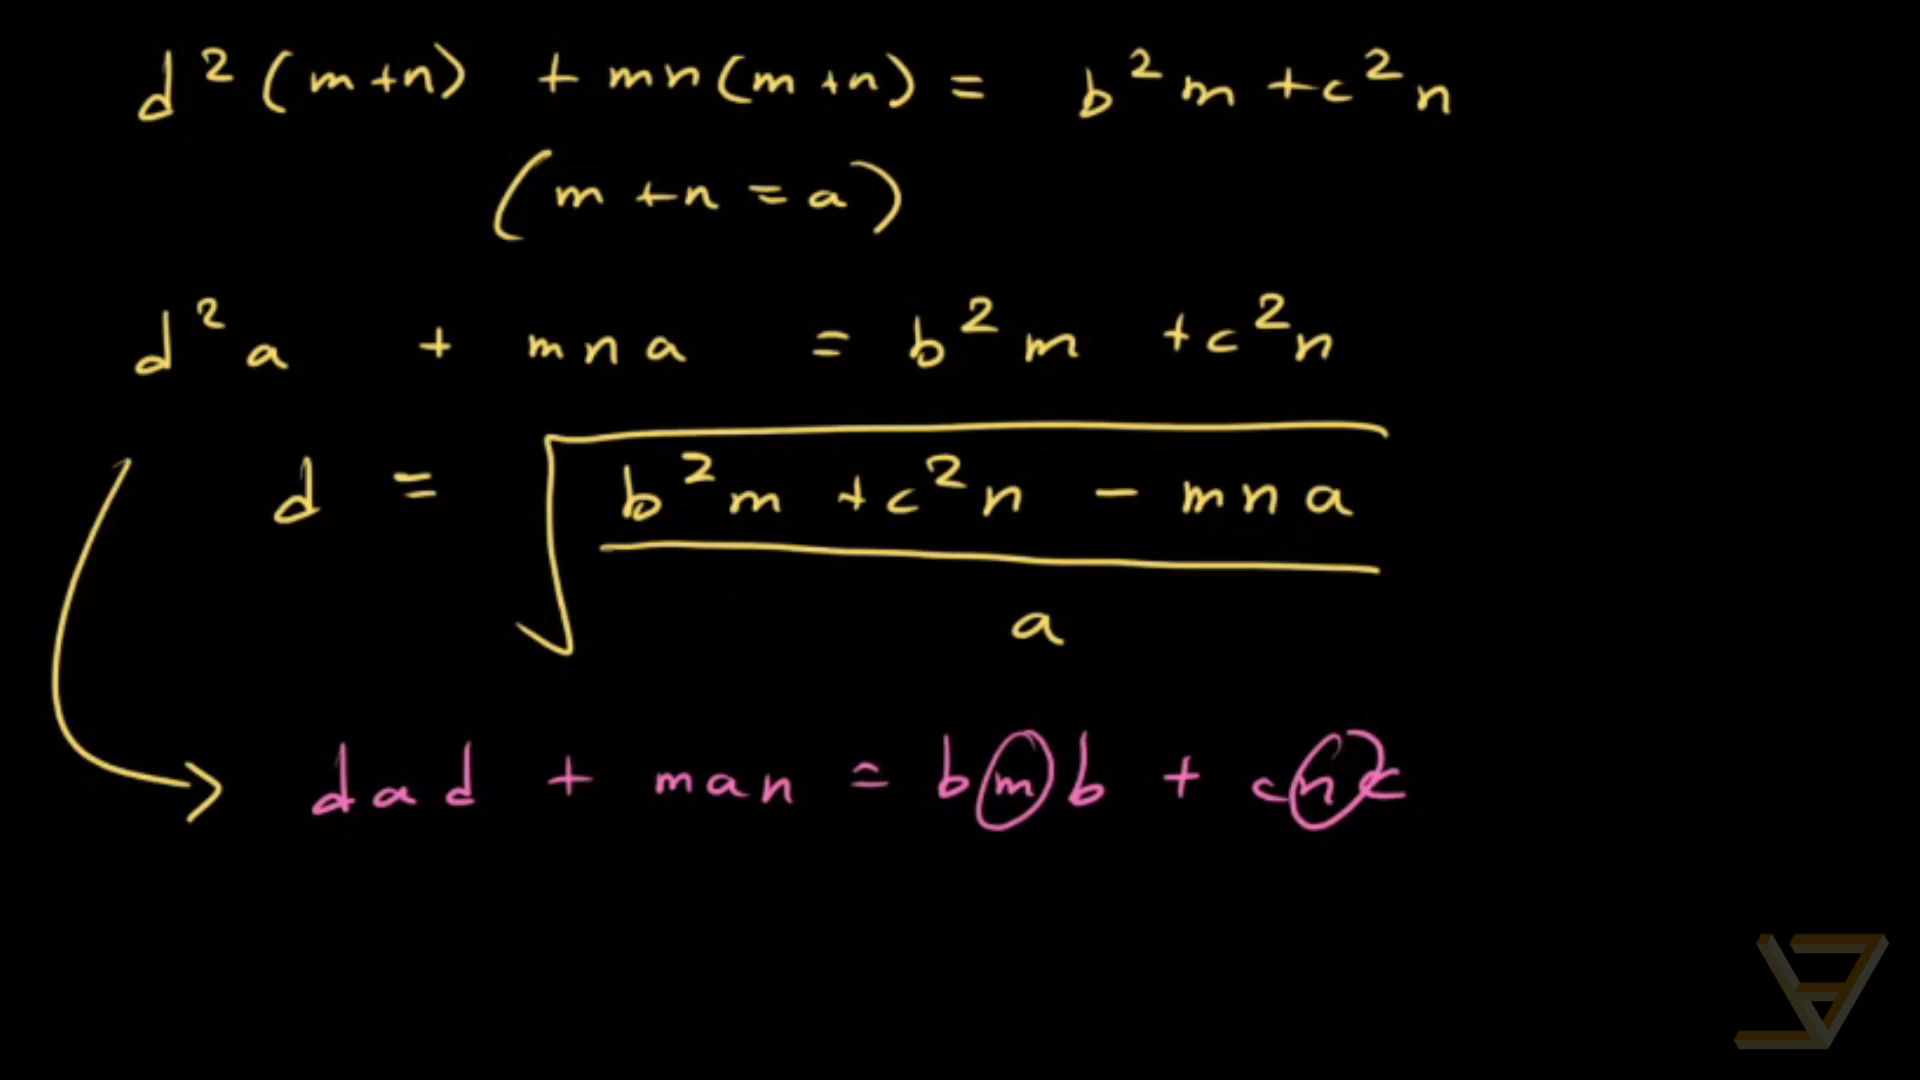 d²(m+n) + mn(m+n) = b²m + c²n
(m+n = a)
d²a + mna = b²m + c²n
d = √((b²m + c²n - mna)/a)
dad + man = bmb + cnc